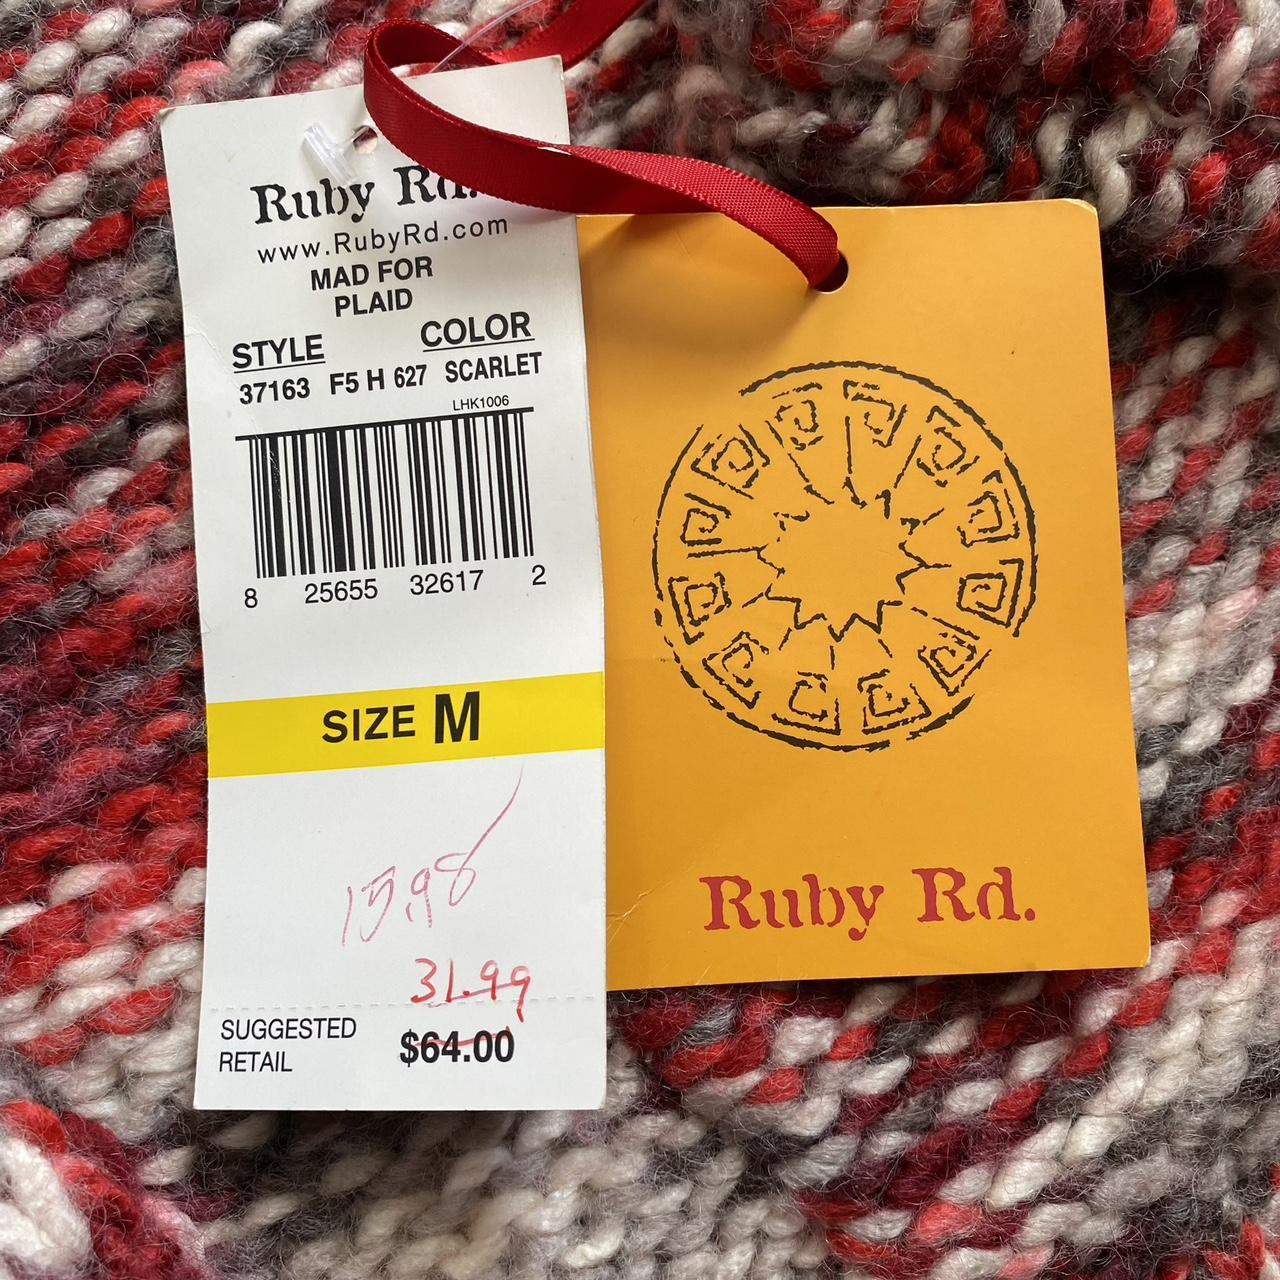 Ruby Rd.
www.RubyRd.com
MAD FOR
PLAID
STYLE COLOR
37163 F5 H 627 SCARLET
LHK1006
8 25655 32617 2
SIZE M
15.98
31.99
SUGGESTED
RETAIL $64.00
Ruby Rd.